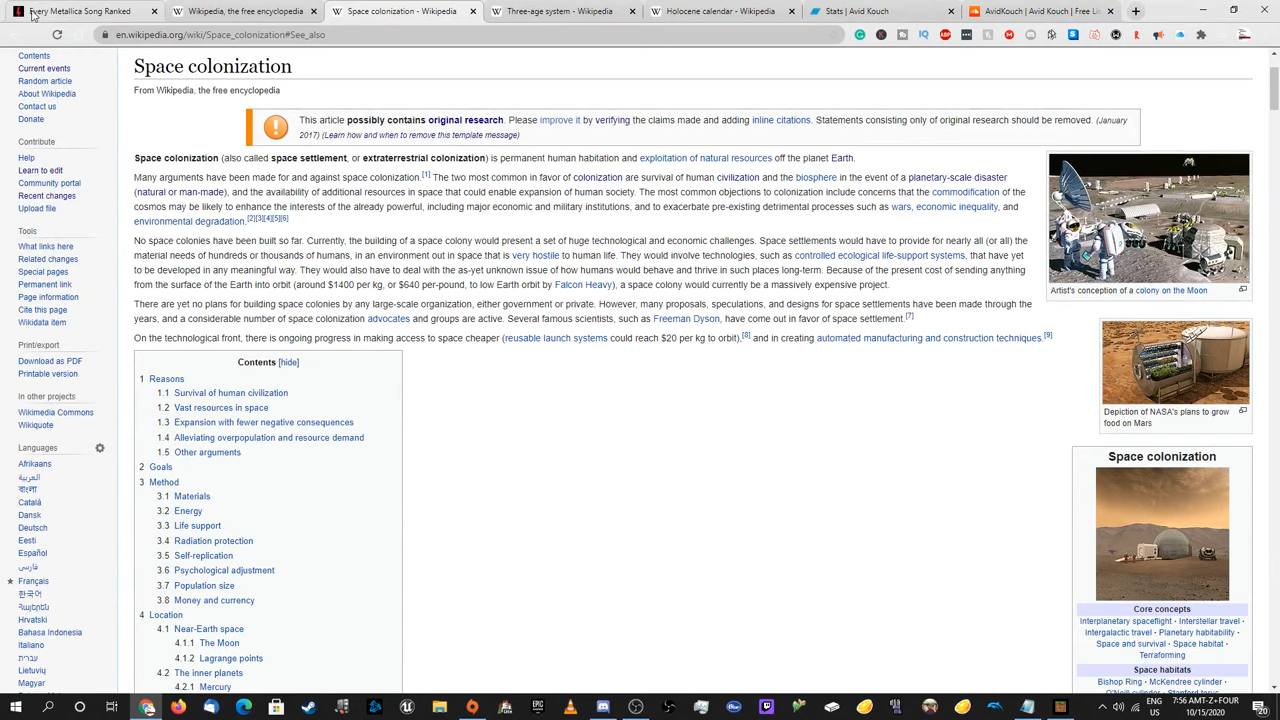 Every Metallica Song Ranked
Wikipedia, the free encyclopedia
Space colonization - Wikipedia
Three-age system - Wikipedia
Holocene calendar - Wikipedia
Stats | Avid Kouch
AvidKouch | Avid Kouch | Free Li
en.wikipedia.org/wiki/Space_colonization#See_also
Contents
Current events
Random article
About Wikipedia
Contact us
Donate
Contribute
Help
Learn to edit
Community portal
Recent changes
Upload file
Tools
What links here
Related changes
Special pages
Permanent link
Page information
Cite this page
Wikidata item
Print/export
Download as PDF
Printable version
In other projects
Wikimedia Commons
Wikiquote
Languages
Afrikaans
العربية
বাংলা
Català
Dansk
Deutsch
Eesti
Español
فارسی
Français
한국어
Հայերեն
Hrvatski
Bahasa Indonesia
Italiano
עברית
Lietuvių
Magyar
Space colonization
From Wikipedia, the free encyclopedia
This article possibly contains original research. Please improve it by verifying the claims made and adding inline citations. Statements consisting only of original research should be removed. (January
2017) (Learn how and when to remove this template message)
Space colonization (also called space settlement, or extraterrestrial colonization) is permanent human habitation and exploitation of natural resources off the planet Earth.
Many arguments have been made for and against space colonization.[1] The two most common in favor of colonization are survival of human civilization and the biosphere in the event of a planetary-scale disaster
(natural or man-made), and the availability of additional resources in space that could enable expansion of human society. The most common objections to colonization include concerns that the commodification of the
cosmos may be likely to enhance the interests of the already powerful, including major economic and military institutions, and to exacerbate pre-existing detrimental processes such as wars, economic inequality, and
environmental degradation.[2][3][4][5][6]
No space colonies have been built so far. Currently, the building of a space colony would present a set of huge technological and economic challenges. Space settlements would have to provide for nearly all (or all) the
material needs of hundreds or thousands of humans, in an environment out in space that is very hostile to human life. They would involve technologies, such as controlled ecological life-support systems, that have yet
to be developed in any meaningful way. They would also have to deal with the as-yet unknown issue of how humans would behave and thrive in such places long-term. Because of the present cost of sending anything
from the surface of the Earth into orbit (around $1400 per kg, or $640 per-pound, to low Earth orbit by Falcon Heavy), a space colony would currently be a massively expensive project.
There are yet no plans for building space colonies by any large-scale organization, either government or private. However, many proposals, speculations, and designs for space settlements have been made through the
years, and a considerable number of space colonization advocates and groups are active. Several famous scientists, such as Freeman Dyson, have come out in favor of space settlement.[7]
On the technological front, there is ongoing progress in making access to space cheaper (reusable launch systems could reach $20 per kg to orbit),[8] and in creating automated manufacturing and construction techniques.[9]
Contents [hide]
1 Reasons
1.1 Survival of human civilization
1.2 Vast resources in space
1.3 Expansion with fewer negative consequences
1.4 Alleviating overpopulation and resource demand
1.5 Other arguments
2 Goals
3 Method
3.1 Materials
3.2 Energy
3.3 Life support
3.4 Radiation protection
3.5 Self-replication
3.6 Psychological adjustment
3.7 Population size
3.8 Money and currency
4 Location
4.1 Near-Earth space
4.1.1 The Moon
4.1.2 Lagrange points
4.2 The inner planets
4.2.1 Mercury
Artist's conception of a colony on the Moon
Depiction of NASA's plans to grow
food on Mars
Space colonization
Core concepts
Interplanetary spaceflight • Interstellar travel •
Intergalactic travel • Planetary habitability •
Space and survival • Space habitat •
Terraforming
Space habitats
Bishop Ring • McKendree cylinder •
O'Neill cylinder • Stanford torus •
ENG
US
7:56 AM-T-Z+FOUR
10/15/2020